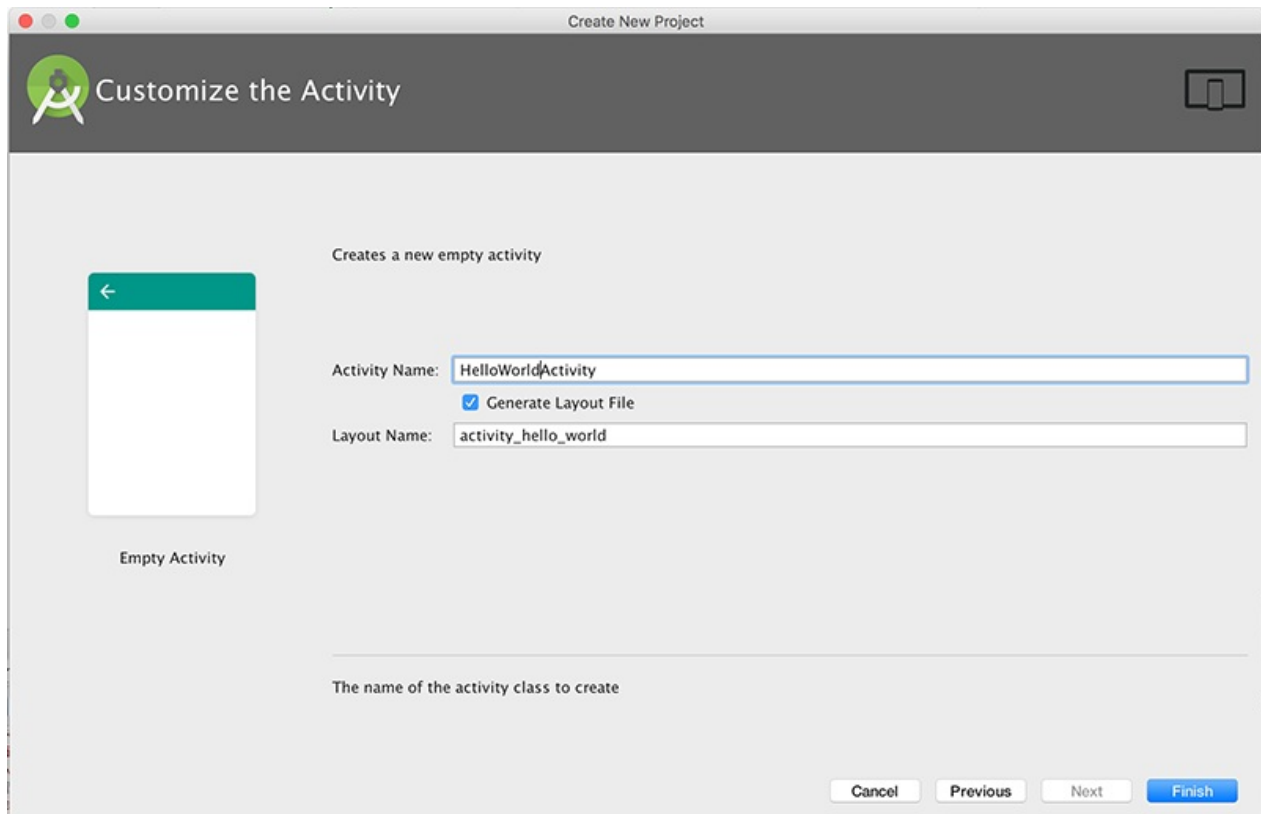 Create New Project
Customize the Activity
Creates a new empty activity
Activity Name: HelloWorldActivity
Generate Layout File
Layout Name: activity_hello_world
Empty Activity
The name of the activity class to create
Cancel Previous Next Finish